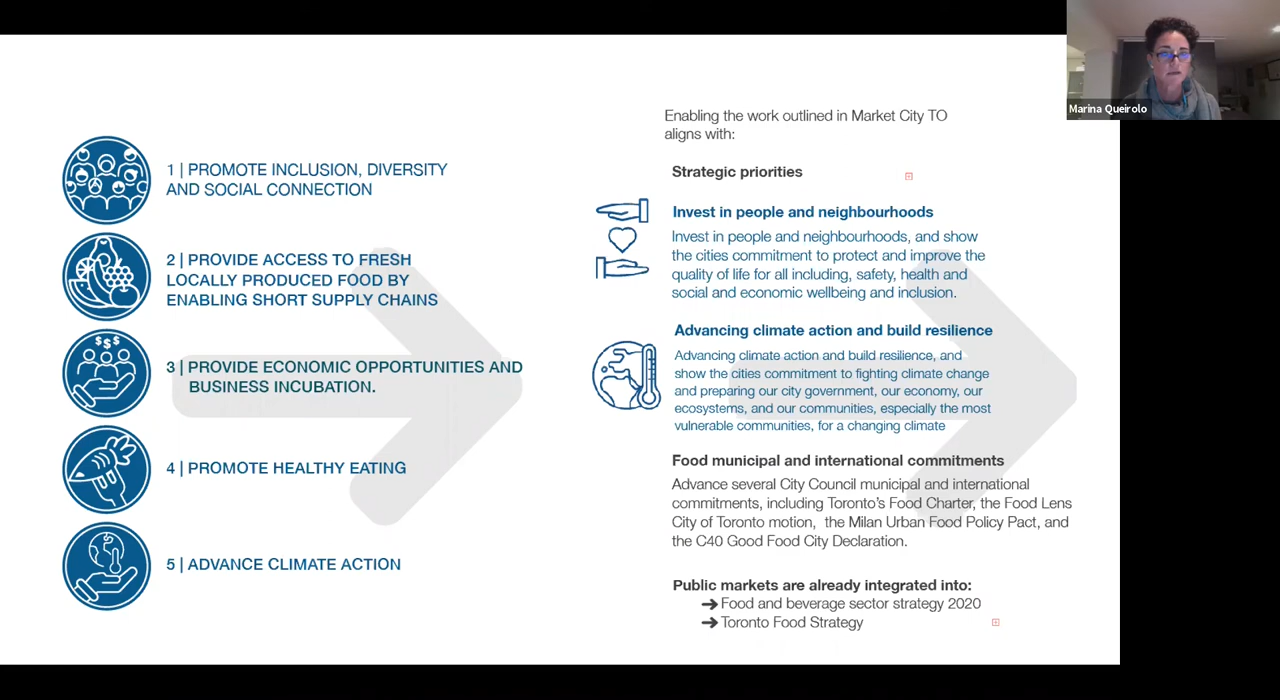 Marina Queirolo
1 | PROMOTE INCLUSION, DIVERSITY
AND SOCIAL CONNECTION
2 | PROVIDE ACCESS TO FRESH
LOCALLY PRODUCED FOOD BY
ENABLING SHORT SUPPLY CHAINS
$$$
3 | PROVIDE ECONOMIC OPPORTUNITIES AND
BUSINESS INCUBATION.
4 | PROMOTE HEALTHY EATING
5 | ADVANCE CLIMATE ACTION
Enabling the work outlined in Market City TO
aligns with:
Strategic priorities
Invest in people and neighbourhoods
Invest in people and neighbourhoods, and show
the cities commitment to protect and improve the
quality of life for all including, safety, health and
social and economic wellbeing and inclusion.
Advancing climate action and build resilience
Advancing climate action and build resilience, and
show the cities commitment to fighting climate change
and preparing our city government, our economy, our
ecosystems, and our communities, especially the most
vulnerable communities, for a changing climate
Food municipal and international commitments
Advance several City Council municipal and international
commitments, including Toronto's Food Charter, the Food Lens
City of Toronto motion, the Milan Urban Food Policy Pact, and
the C40 Good Food City Declaration.
Public markets are already integrated into:
➔ Food and beverage sector strategy 2020
➔ Toronto Food Strategy